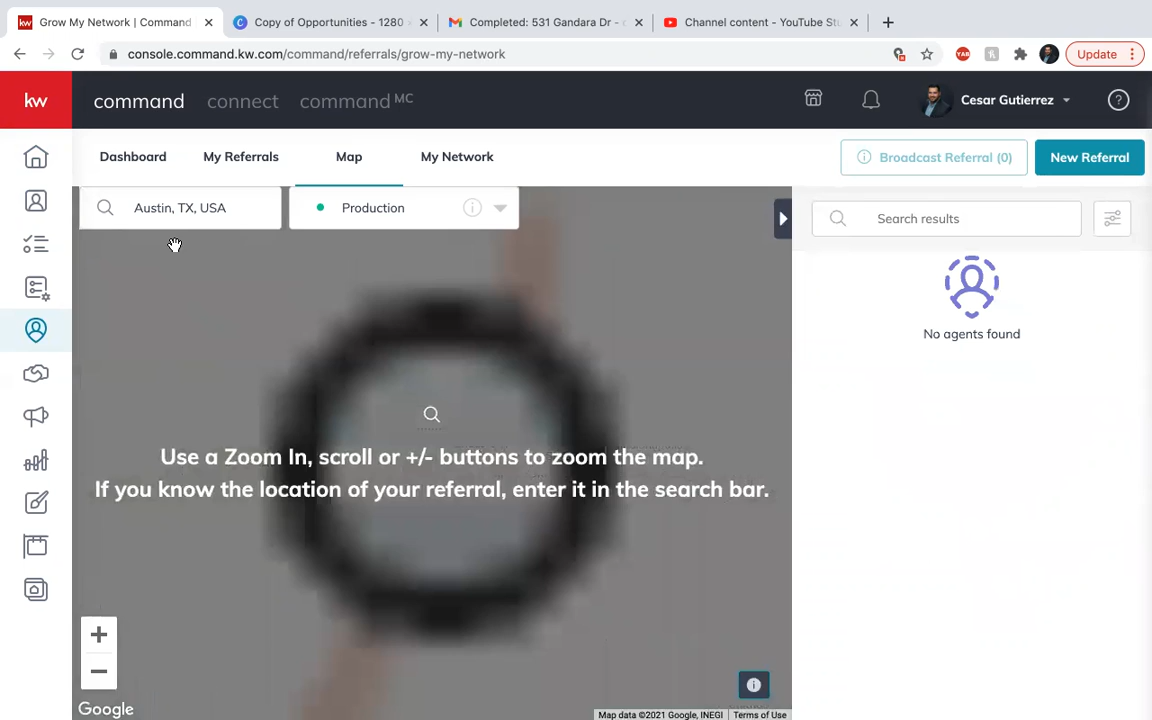 Grow My Network | Command
Copy of Opportunities - 1280
Completed: 531 Gandara Dr -
Channel content - YouTube Stu
console.command.kw.com/command/referrals/grow-my-network
YAB
Update
kw
command
connect
command MC
Cesar Gutierrez
Dashboard
My Referrals
Map
My Network
Broadcast Referral (0)
New Referral
Austin, TX, USA
Production
Search results
No agents found
Use a Zoom In, scroll or +/- buttons to zoom the map.
If you know the location of your referral, enter it in the search bar.
Google
Map data ©2021 Google, INEGI
Terms of Use